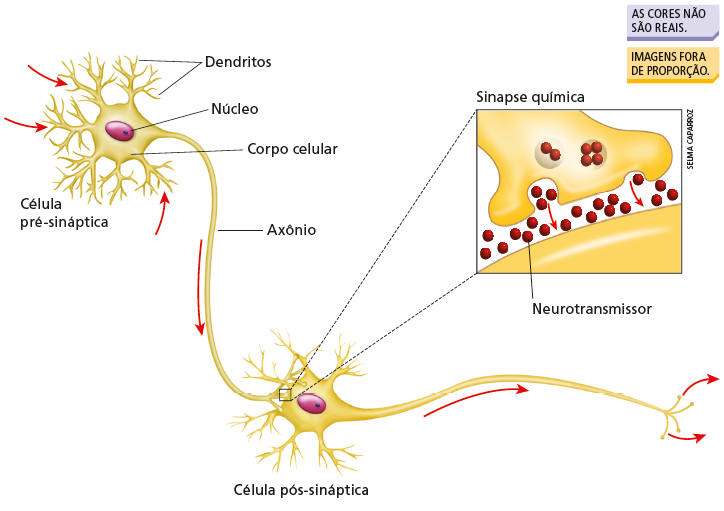 AS CORES NÃO
SÃO REAIS.
IMAGENS FORA
DE PROPORÇÃO.
Dendritos
Núcleo
Corpo celular
Célula
pré-sináptica
Axônio
Sinapse química
SELMA CAPARROZ
Neurotransmissor
Célula pós-sináptica